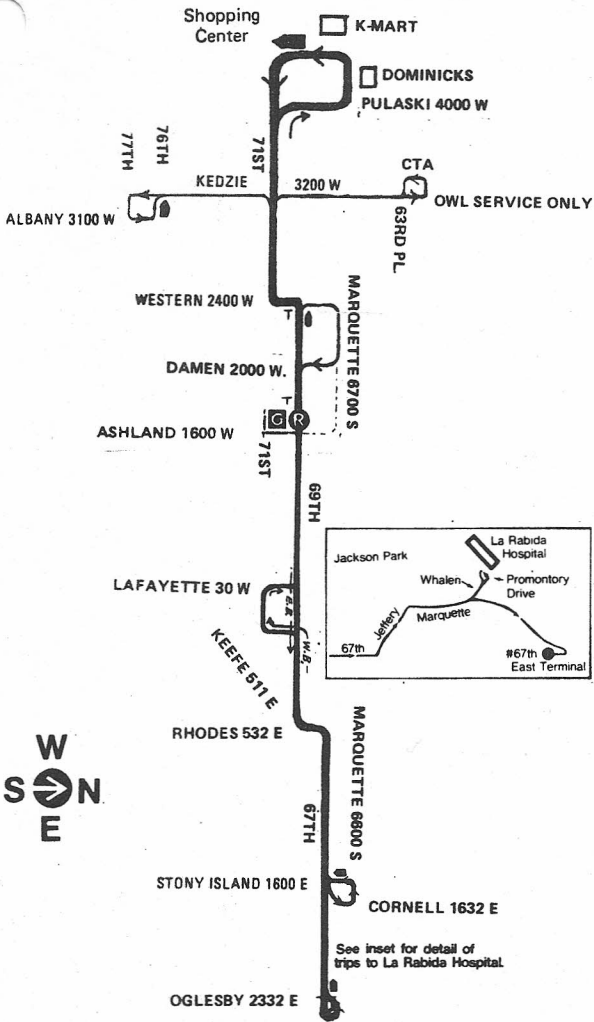 Shopping
Center
K-MART
DOMINICKS
PULASKI 4000 W
77TH
76TH
71ST
KEDZIE
3200 W
CTA
ALBANY 3100 W
OWL SERVICE ONLY
63RD PL.
WESTERN 2400 W
T
MARQUETTE 6700 S
DAMEN 2000 W.
T
G R
ASHLAND 1600 W
71ST
69TH
LAFAYETTE 30 W
E.B.
W.B.
KEEFE 511 E
Jackson Park
La Rabida
Hospital
Whalen
Promontory
Drive
Jeffery
Marquette
67th
#67th
East Terminal
RHODES 532 E
MARQUETTE 6600 S
W
S N
E
67TH
STONY ISLAND 1600 E
CORNELL 1632 E
See inset for detail of
trips to La Rabida Hospital.
OGLESBY 2332 E